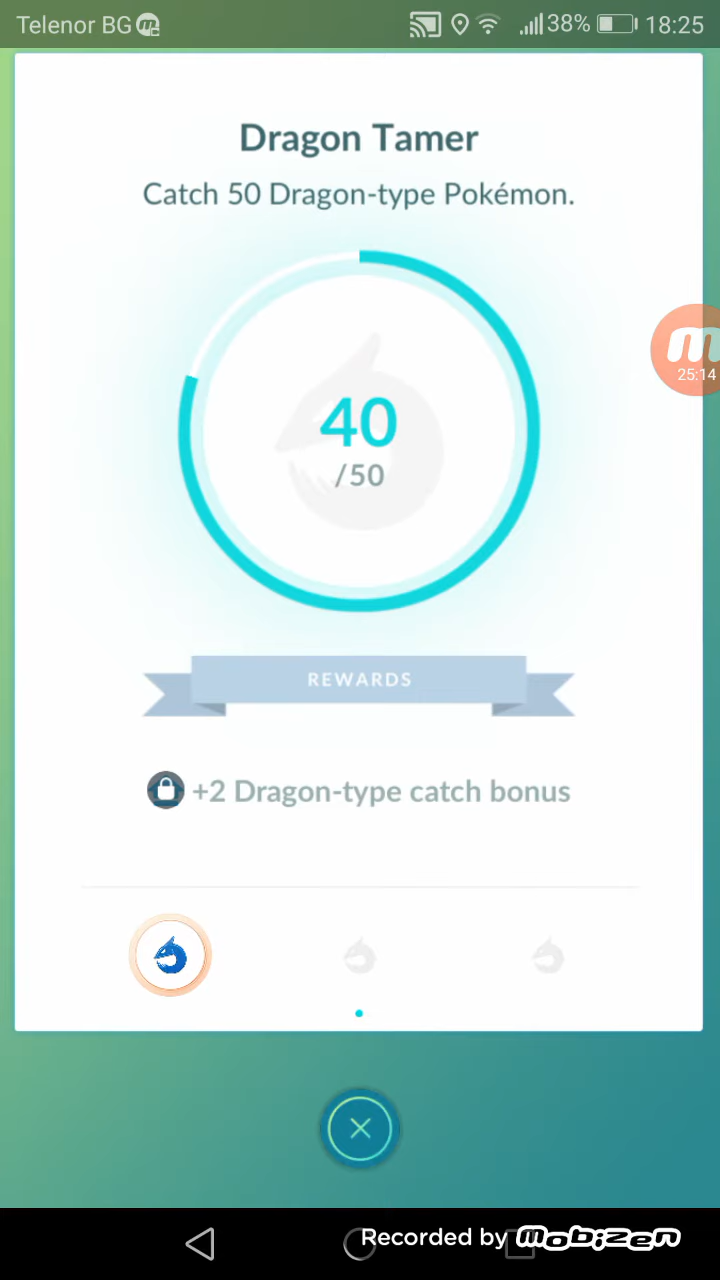 Telenor BG 38% 18:25
Dragon Tamer
Catch 50 Dragon-type Pokémon.
m
25:14
40
/50
REWARDS
+2 Dragon-type catch bonus
Recorded by mobizen